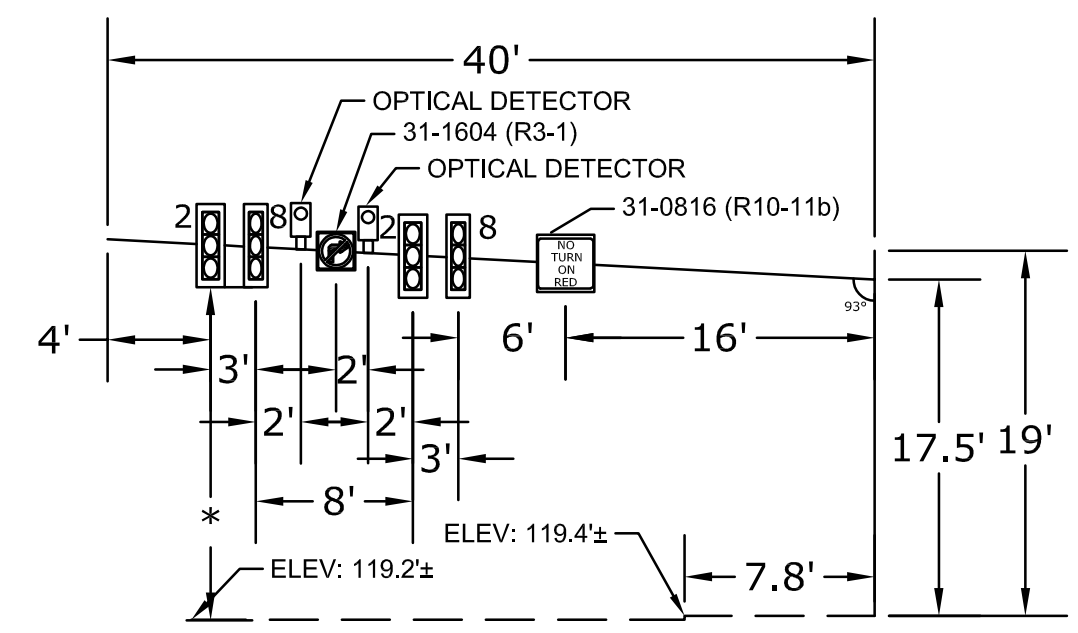 40'
OPTICAL DETECTOR
31-1604 (R3-1)
OPTICAL DETECTOR
31-0816 (R10-11b)
2
8
2
8
NO
TURN
ON
RED
93°
4'
6'
16'
3'
2'
2'
2'
17.5'
19'
3'
8'
*
ELEV: 119.4'±
ELEV: 119.2'±
7.8'